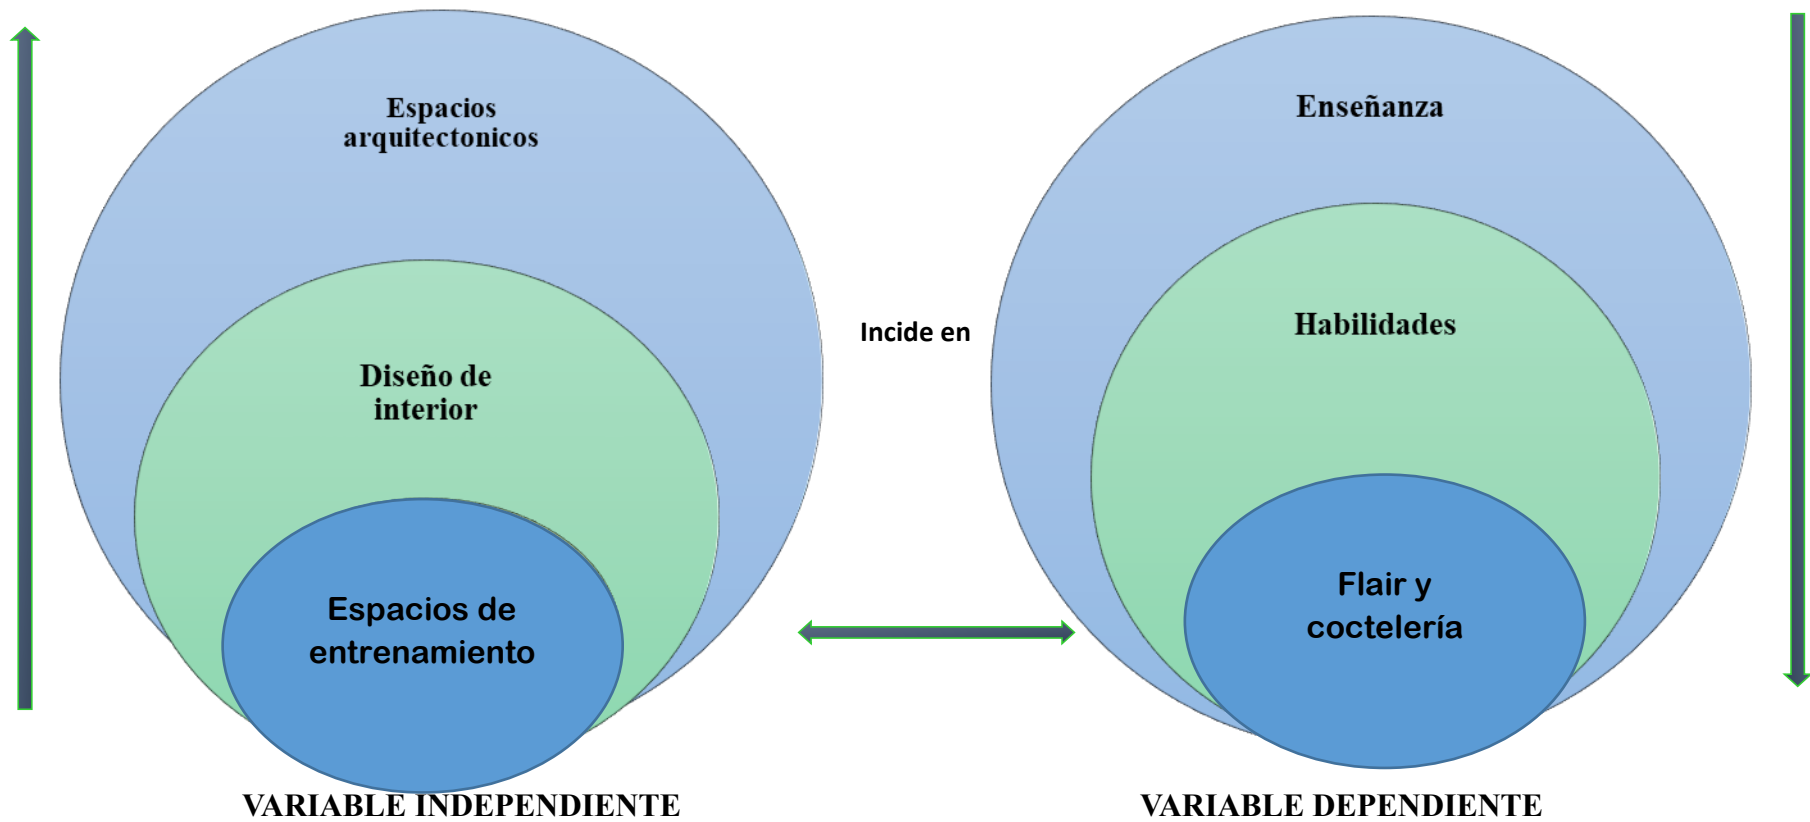 Espacios
arquitectonicos
Diseño de
interior
Espacios de
entrenamiento
VARIABLE INDEPENDIENTE
Incide en
Enseñanza
Habilidades
Flair y
coctelería
VARIABLE DEPENDIENTE